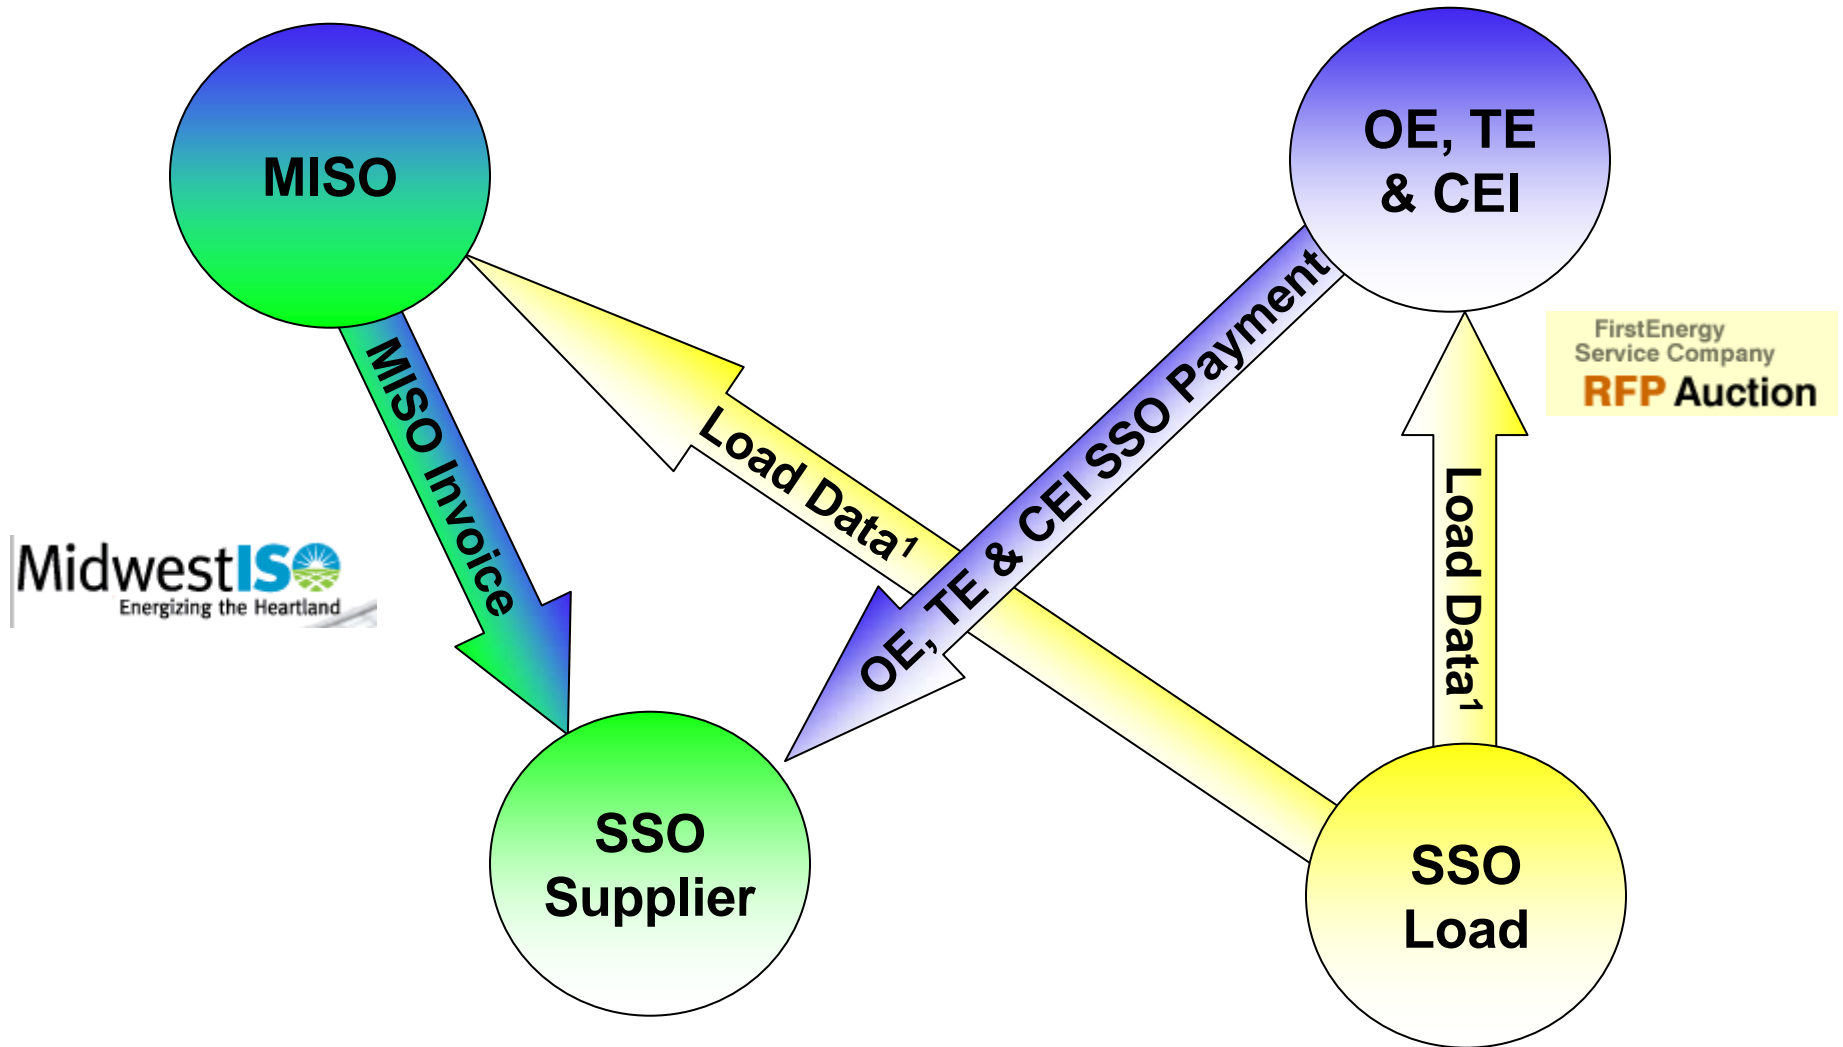 MISO
OE, TE
& CEI
FirstEnergy
Service Company
RFP Auction
MISO Invoice
Load Data¹
OE, TE & CEI SSO Payment
Load Data¹
MidwestISO
Energizing the Heartland
SSO
Supplier
SSO
Load